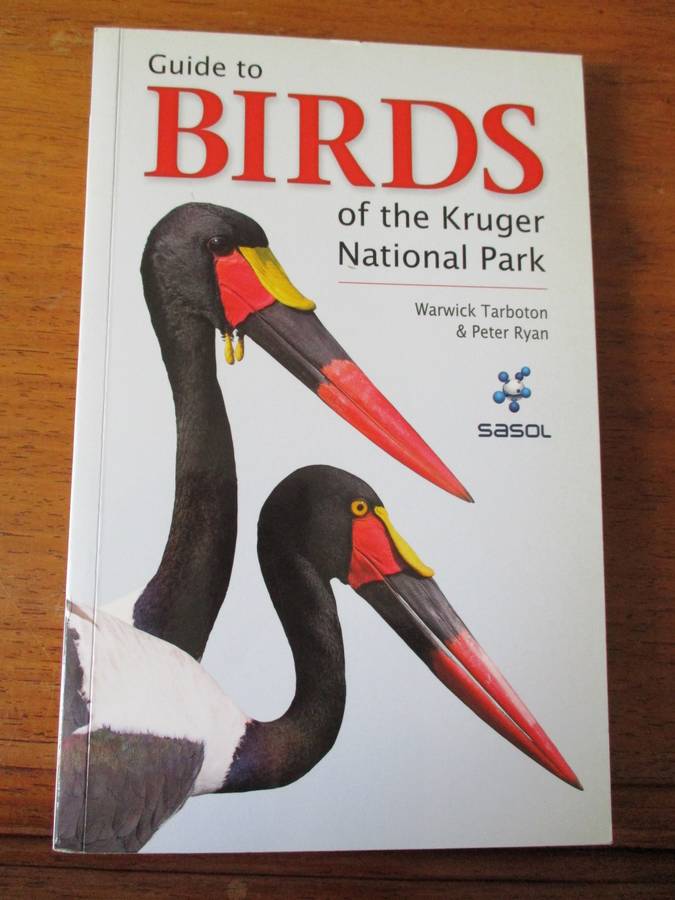 Guide to
BIRDS
of the Kruger
National Park
Warwick Tarboton
& Peter Ryan
sasol